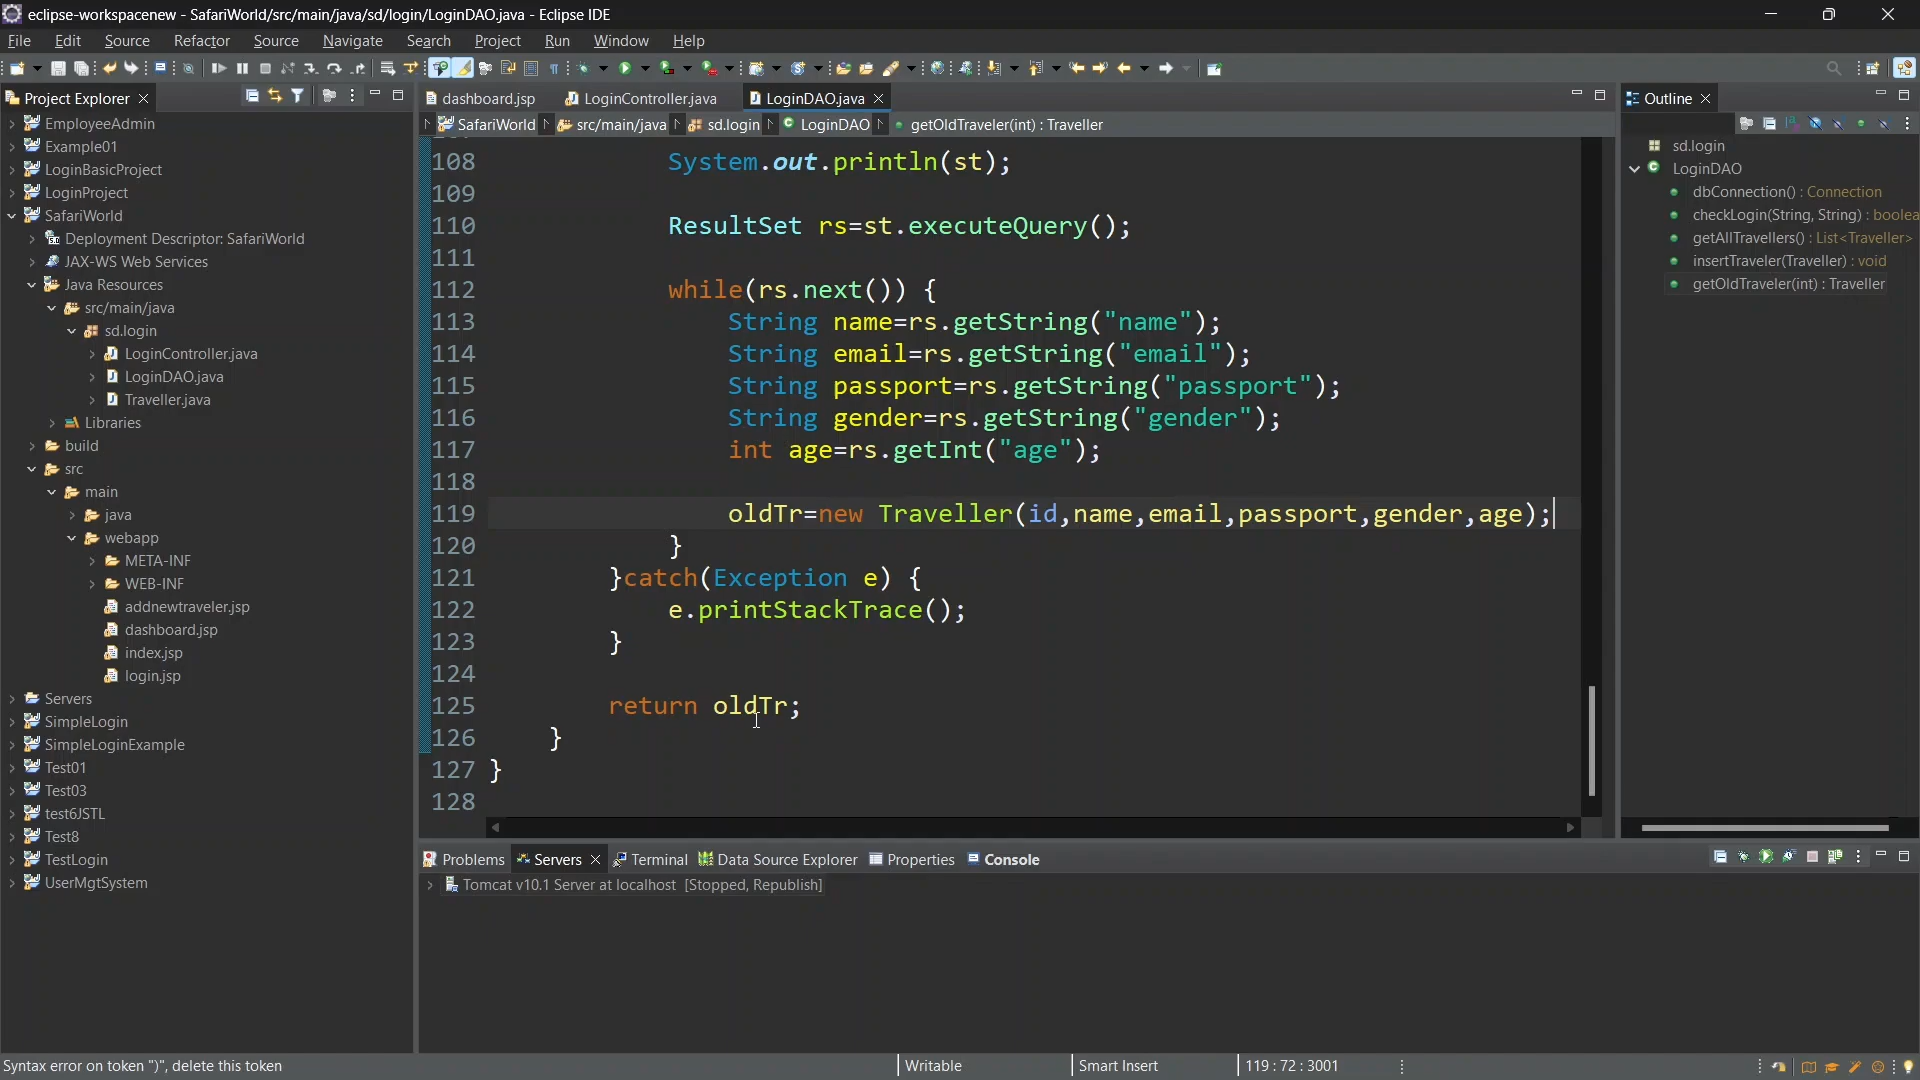 eclipse-workspacenew - SafariWorld/src/main/java/sd/login/LoginDAO.java - Eclipse IDE
File Edit Source Refactor Source Navigate Search Project Run Window Help
Project Explorer
EmployeeAdmin
Example01
LoginBasicProject
LoginProject
SafariWorld
Deployment Descriptor: SafariWorld
JAX-WS Web Services
Java Resources
src/main/java
sd.login
LoginController.java
LoginDAO.java
Traveller.java
Libraries
build
src
main
java
webapp
META-INF
WEB-INF
addnewtraveler.jsp
dashboard.jsp
index.jsp
login.jsp
Servers
SimpleLogin
SimpleLoginExample
Test01
Test03
test6JSTL
Test8
TestLogin
UserMgtSystem
dashboard.jsp LoginController.java LoginDAO.java
SafariWorld src/main/java sd.login LoginDAO getOldTraveler(int) : Traveller
108 System.out.println(st);
109
110 ResultSet rs=st.executeQuery();
111
112 while(rs.next()) {
113 String name=rs.getString("name");
114 String email=rs.getString("email");
115 String passport=rs.getString("passport");
116 String gender=rs.getString("gender");
117 int age=rs.getInt("age");
118
119 oldTr=new Traveller(id,name,email,passport,gender,age);
120 }
121 }catch(Exception e) {
122 e.printStackTrace();
123 }
124
125 return oldTr;
126 }
127 }
128
Outline
sd.login
LoginDAO
dbConnection() : Connection
checkLogin(String, String) : boolea
getAllTravellers() : List<Traveller>
insertTraveler(Traveller) : void
getOldTraveler(int) : Traveller
Problems Servers Terminal Data Source Explorer Properties Console
Tomcat v10.1 Server at localhost [Stopped, Republish]
Syntax error on token ")", delete this token Writable Smart Insert 119 : 72 : 3001